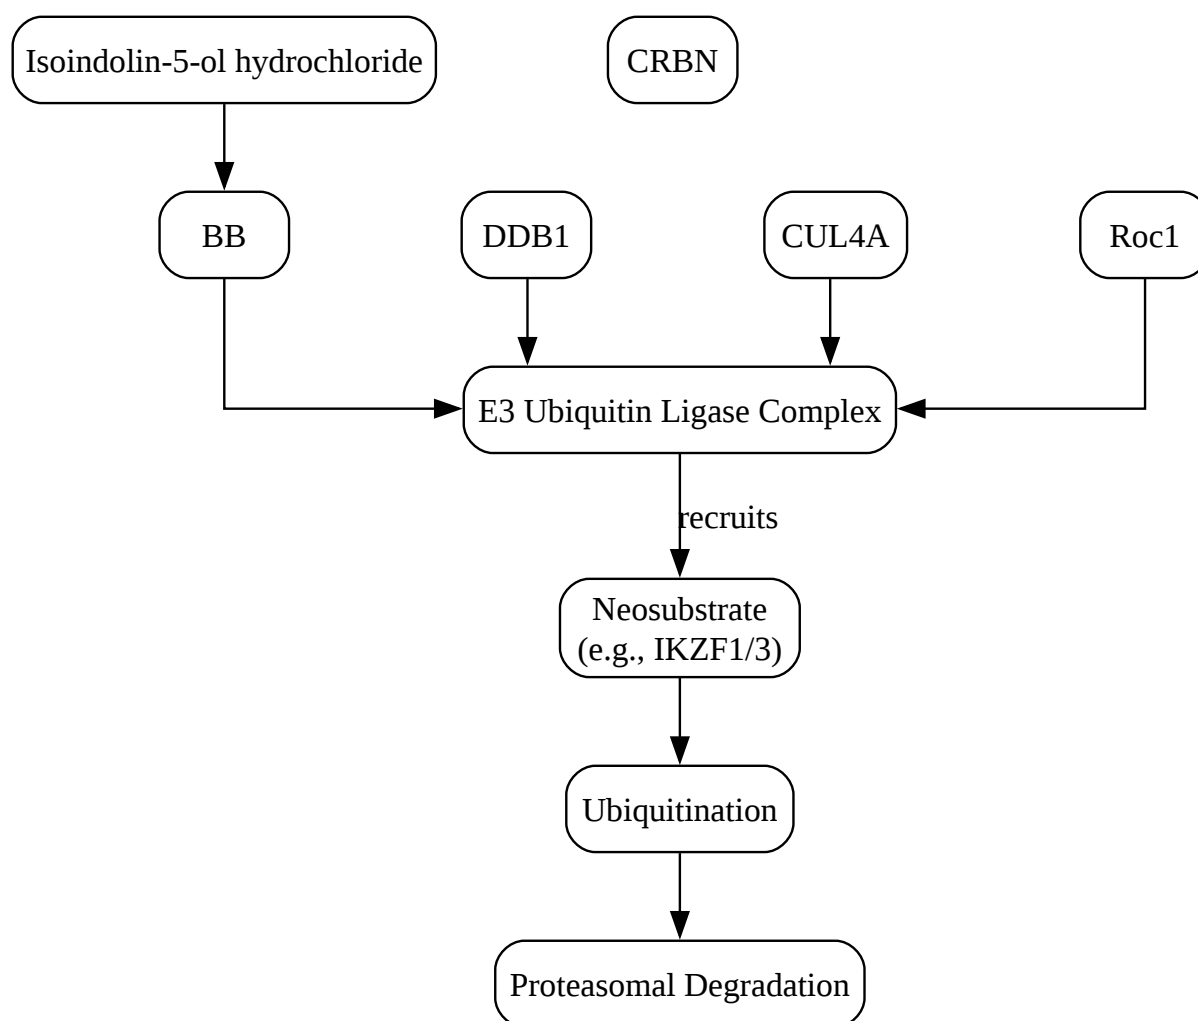 Isoindolin-5-ol hydrochloride
CRBN
BB
DDB1
CUL4A
Roc1
E3 Ubiquitin Ligase Complex
recruits
Neosubstrate
(e.g., IKZF1/3)
Ubiquitination
Proteasomal Degradation